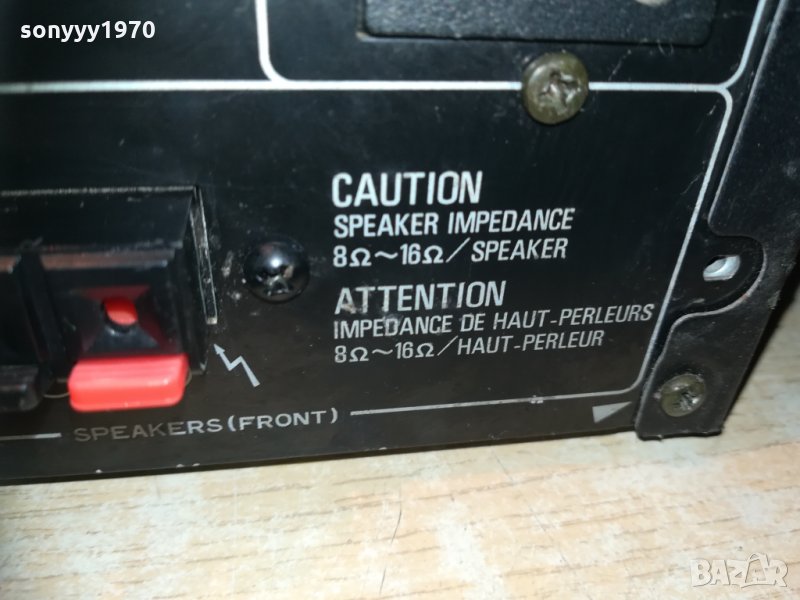 sonyyy1970
CAUTION
SPEAKER IMPEDANCE
8Ω~16Ω/SPEAKER
ATTENTION
IMPEDANCE DE HAUT-PERLEURS
8Ω~16Ω/HAUT-PERLEUR
SPEAKERS(FRONT)
BAZAR